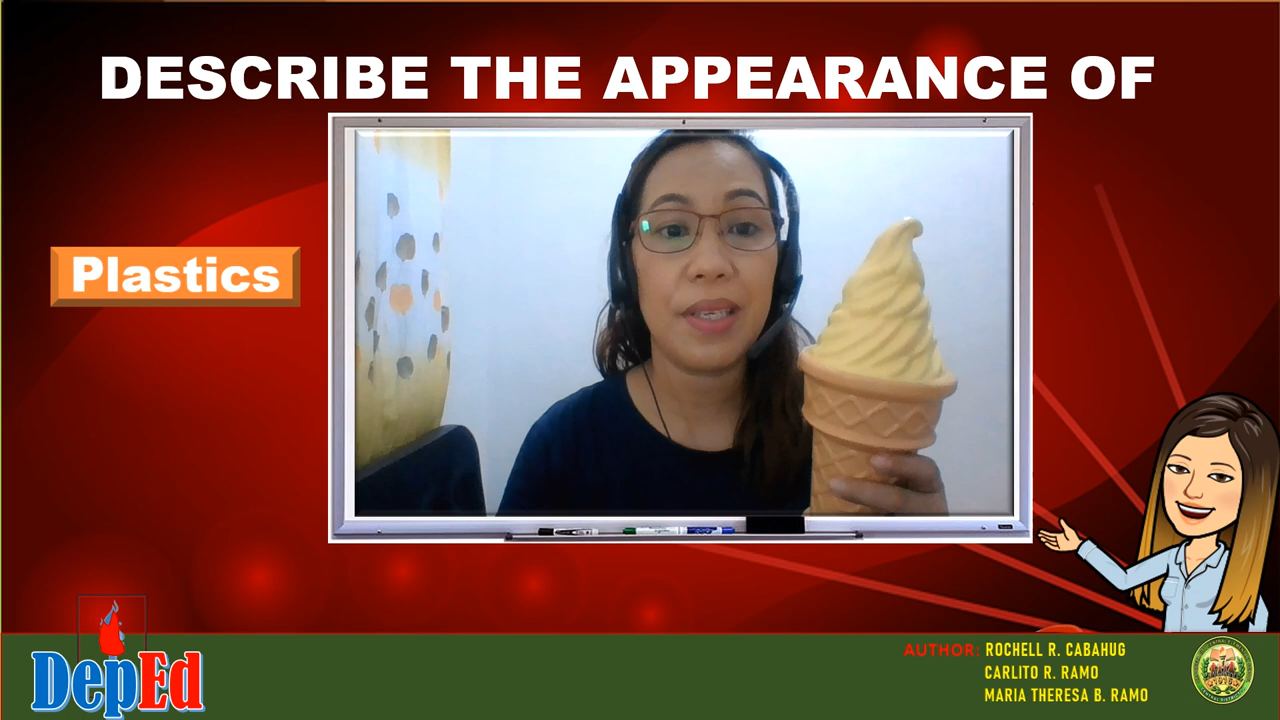 DESCRIBE THE APPEARANCE OF
Plastics
DepEd
AUTHOR: ROCHELL R. CABAHUG
CARLITO R. RAMO
MARIA THERESA B. RAMO